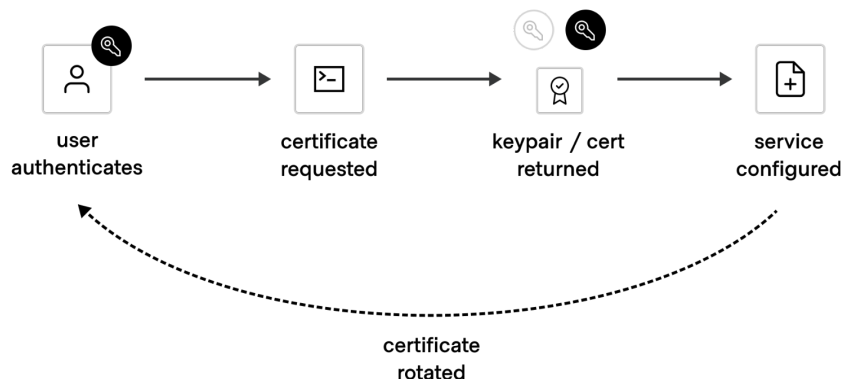 user
authenticates
certificate
requested
keypair / cert
returned
service
configured
certificate
rotated